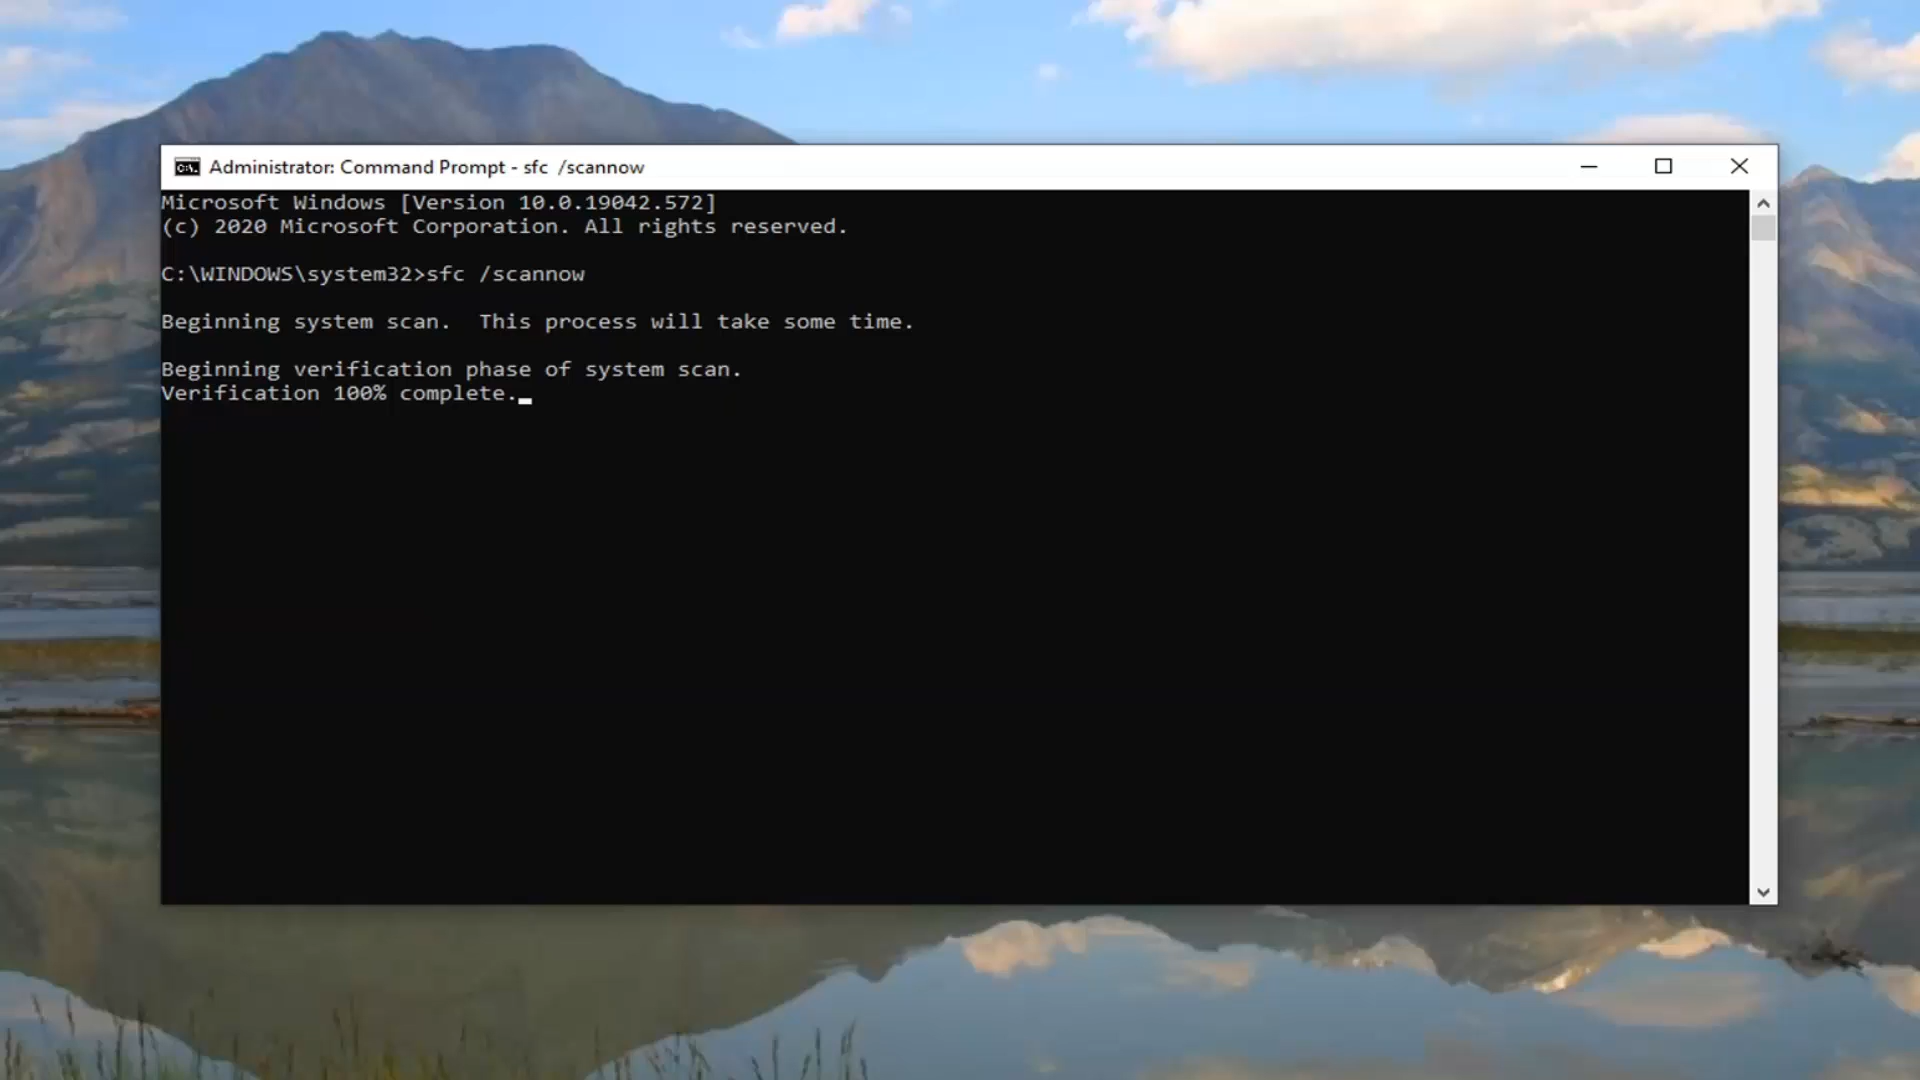 Administrator: Command Prompt - sfc  /scannow
Microsoft Windows [Version 10.0.19042.572]
(c) 2020 Microsoft Corporation. All rights reserved.
C:\WINDOWS\system32>sfc /scannow
Beginning system scan.  This process will take some time.
Beginning verification phase of system scan.
Verification 100% complete.